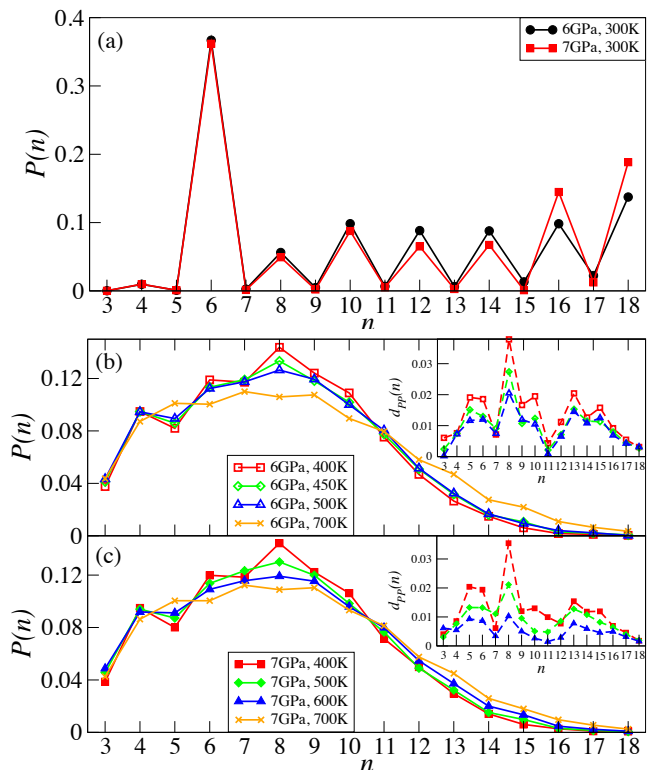 (a)
6GPa, 300K
7GPa, 300K
P(n)
0.4
0.3
0.2
0.1
0
3 4 5 6 7 8 9 10 11 12 13 14 15 16 17 18
n
(b)
P(n)
0.12
0.08
0.04
0
6GPa, 400K
6GPa, 450K
6GPa, 500K
6GPa, 700K
d_PP(n)
0.03
0.02
0.01
0
3 4 5 6 7 8 9 10 11 12 13 14 15 16 17 18
n
(c)
P(n)
0.12
0.08
0.04
0
7GPa, 400K
7GPa, 500K
7GPa, 600K
7GPa, 700K
d_PP(n)
0.03
0.02
0.01
0
3 4 5 6 7 8 9 10 11 12 13 14 15 16 17 18
n
3 4 5 6 7 8 9 10 11 12 13 14 15 16 17 18
n